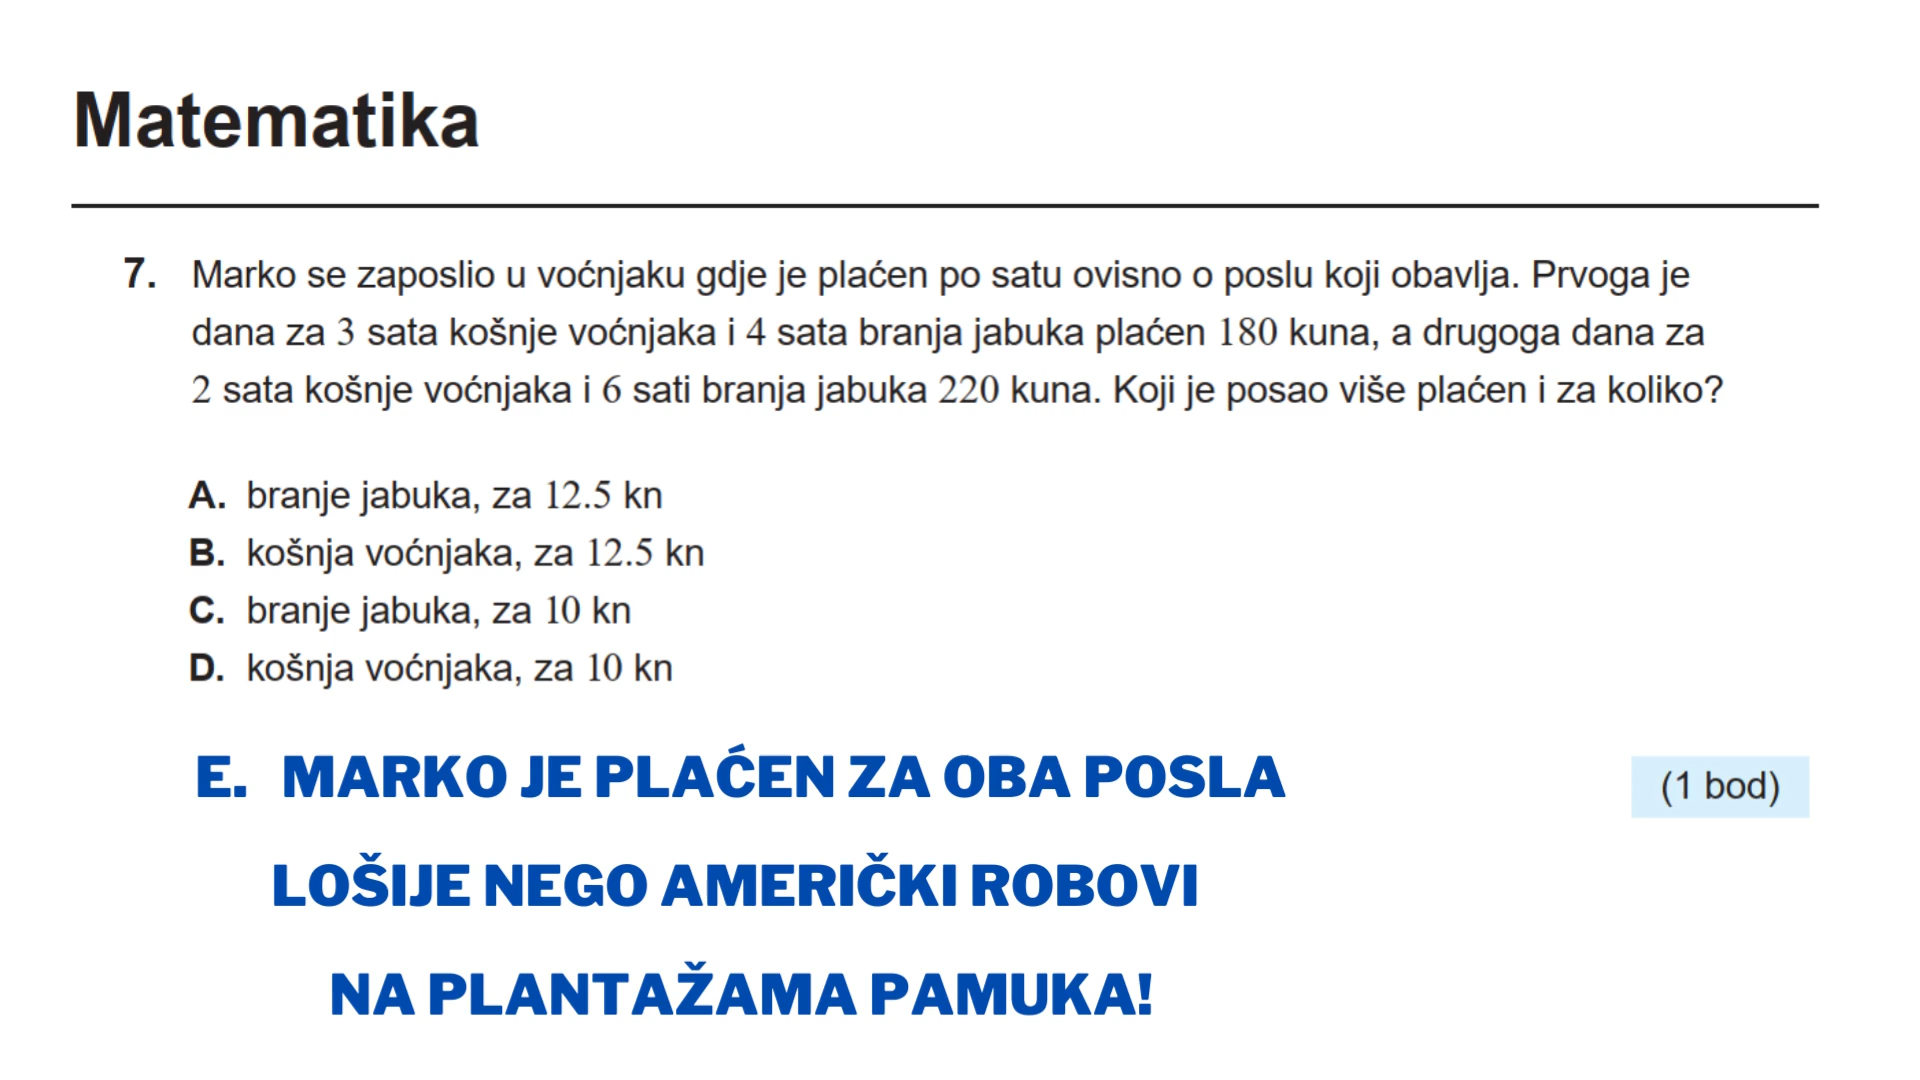 Matematika
7. Marko se zaposlio u voćnjaku gdje je plaćen po satu ovisno o poslu koji obavlja. Prvoga je
dana za 3 sata košnje voćnjaka i 4 sata branja jabuka plaćen 180 kuna, a drugoga dana za
2 sata košnje voćnjaka i 6 sati branja jabuka 220 kuna. Koji je posao više plaćen i za koliko?
A. branje jabuka, za 12.5 kn
B. košnja voćnjaka, za 12.5 kn
C. branje jabuka, za 10 kn
D. košnja voćnjaka, za 10 kn
E. MARKO JE PLAĆEN ZA OBA POSLA
(1 bod)
LOŠIJE NEGO AMERIČKI ROBOVI
NA PLANTAŽAMA PAMUKA!